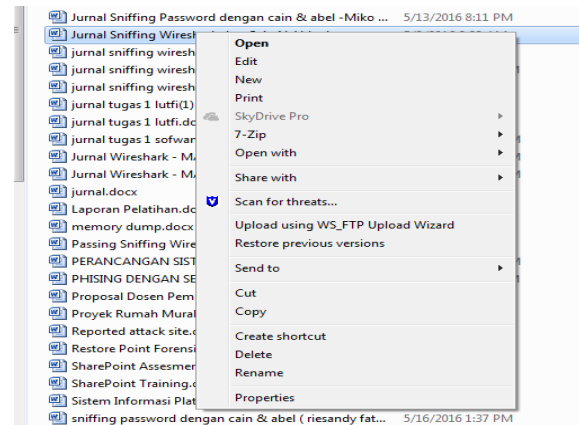 Jurnal Sniffing Password dengan cain & abel -Miko ... 5/13/2016 8:11 PM
Jurnal Sniffing Wiresh
jurnal sniffing wiresh
jurnal sniffing wiresh
jurnal sniffing wiresh
jurnal tugas 1 lutfi(1)
jurnal tugas 1 lutfi.do
jurnal tugas 1 sofwar
Jurnal Wireshark - M
Jurnal Wireshark - M
jurnal.docx
Laporan Pelatihan.dc
memory dump.docx
Passing Sniffing Wire
PERANCANGAN SIST
PHISING DENGAN SE
Proposal Dosen Pem
Proyek Rumah Mural
Reported attack site.c
Restore Point Forensi
SharePoint Assesmer
SharePoint Training.c
Sistem Informasi Plat
sniffing password dengan cain & abel ( riesandy fat... 5/16/2016 1:37 PM
Open
Edit
New
Print
SkyDrive Pro
7-Zip
Open with
Share with
Scan for threats...
Upload using WS_FTP Upload Wizard
Restore previous versions
Send to
Cut
Copy
Create shortcut
Delete
Rename
Properties